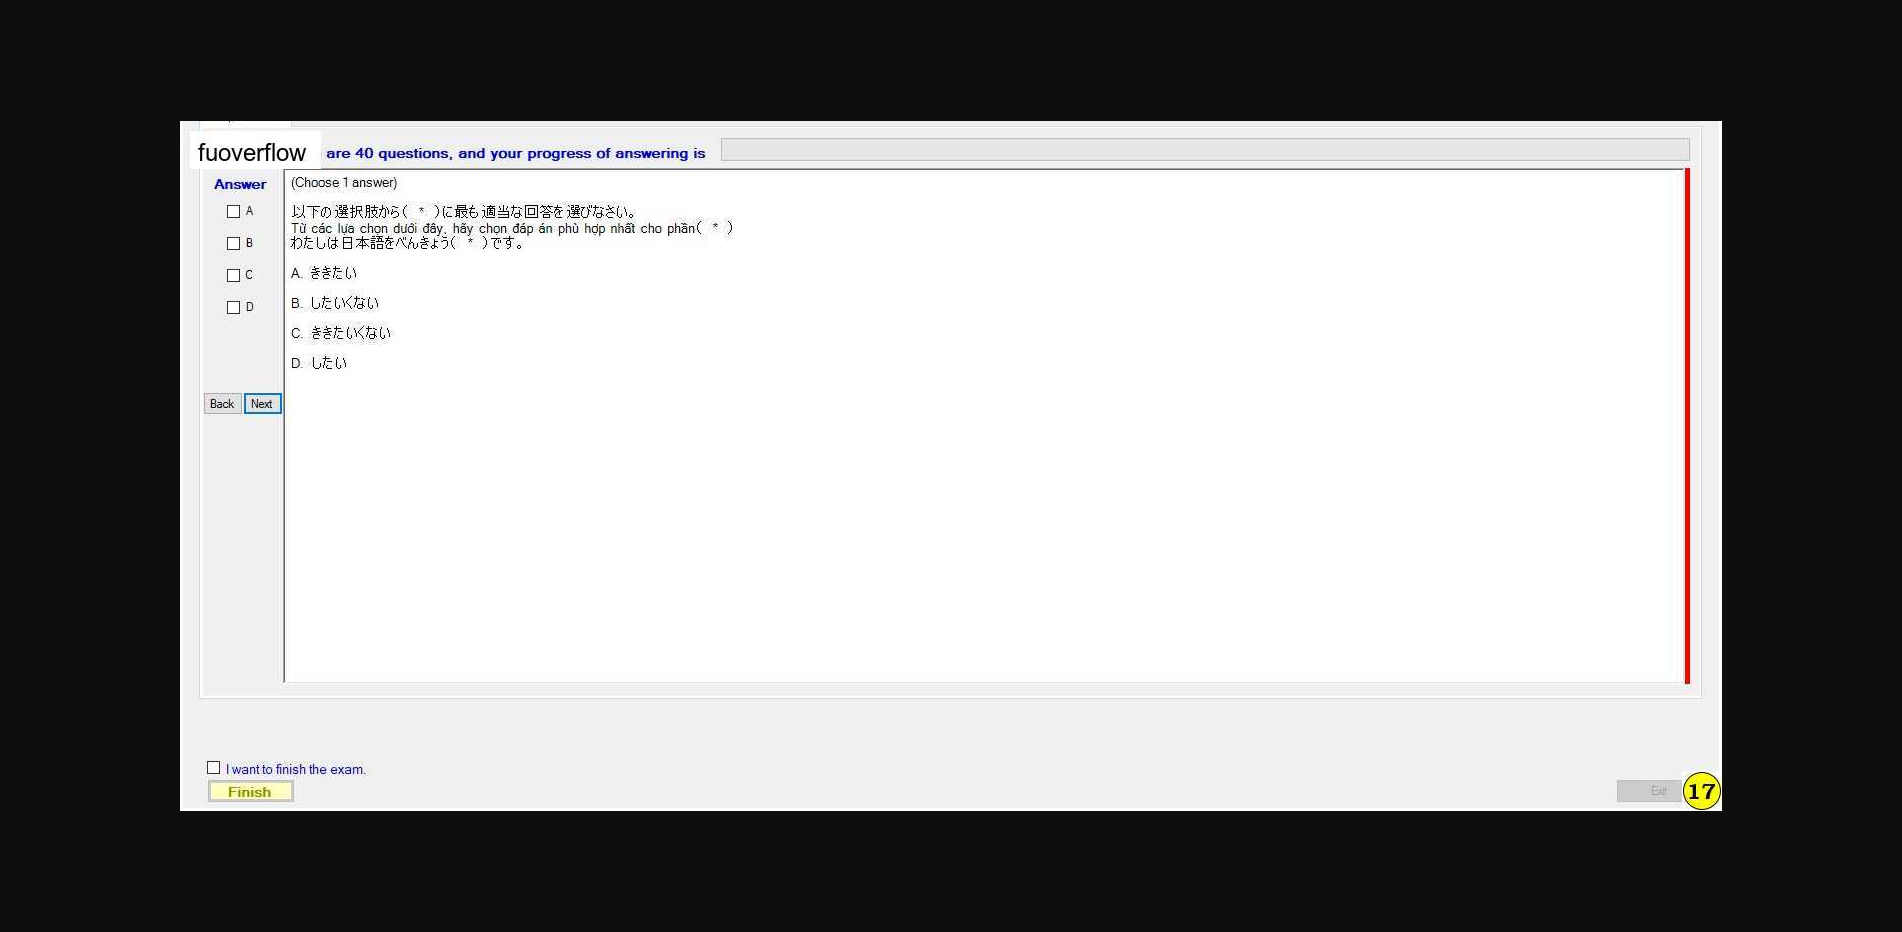 fuoverflow are 40 questions, and your progress of answering is
Answer
(Choose 1 answer)
A
B
C
D
以下の選択肢から( * )に最も適当な回答を選びなさい。
Từ các lựa chọn dưới đây, hãy chọn đáp án phù hợp nhất cho phần( * )
わたしは日本語をべんきょう( * )です。
A. ききたい
B. したいくない
C. ききたいくない
D. したい
Back Next
I want to finish the exam.
Finish
Exit
17